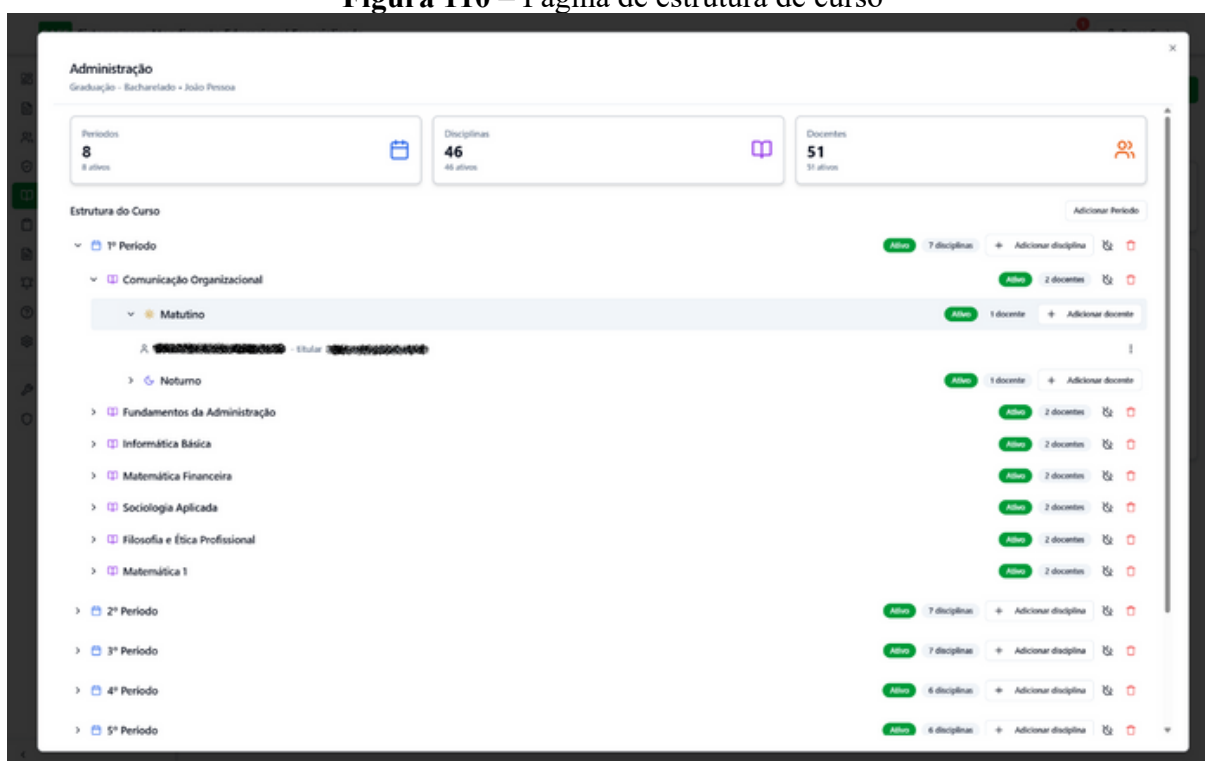 Figura 110 – Página de estrutura de curso
Administração
Graduação - Bacharelado • João Pessoa
Períodos
8
8 ativos
Disciplinas
46
46 ativos
Docentes
51
51 ativos
Estrutura do Curso
Adicionar Período
1º Período Ativo 7 disciplinas + Adicionar disciplina
Comunicação Organizacional Ativo 2 docentes
Matutino Ativo 1 docente + Adicionar docente
- titular
Noturno Ativo 1 docente + Adicionar docente
Fundamentos da Administração Ativo 2 docentes
Informática Básica Ativo 2 docentes
Matemática Financeira Ativo 2 docentes
Sociologia Aplicada Ativo 2 docentes
Filosofia e Ética Profissional Ativo 2 docentes
Matemática 1 Ativo 2 docentes
2º Período Ativo 7 disciplinas + Adicionar disciplina
3º Período Ativo 7 disciplinas + Adicionar disciplina
4º Período Ativo 6 disciplinas + Adicionar disciplina
5º Período Ativo 6 disciplinas + Adicionar disciplina